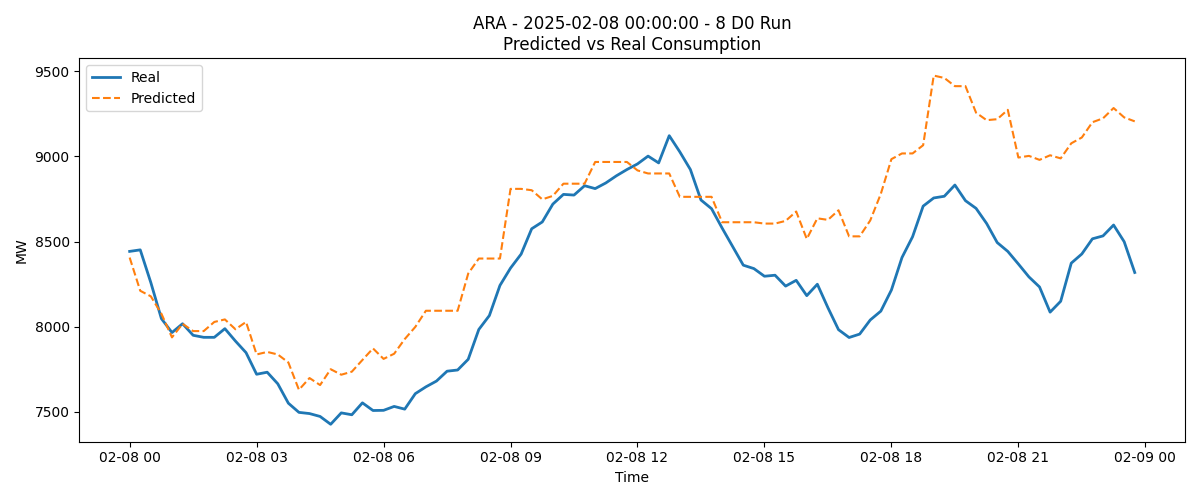 ARA - 2025-02-08 00:00:00 - 8 D0 Run
Predicted vs Real Consumption
Real
Predicted
MW
9500
9000
8500
8000
7500
02-08 00
02-08 03
02-08 06
02-08 09
02-08 12
02-08 15
02-08 18
02-08 21
02-09 00
Time